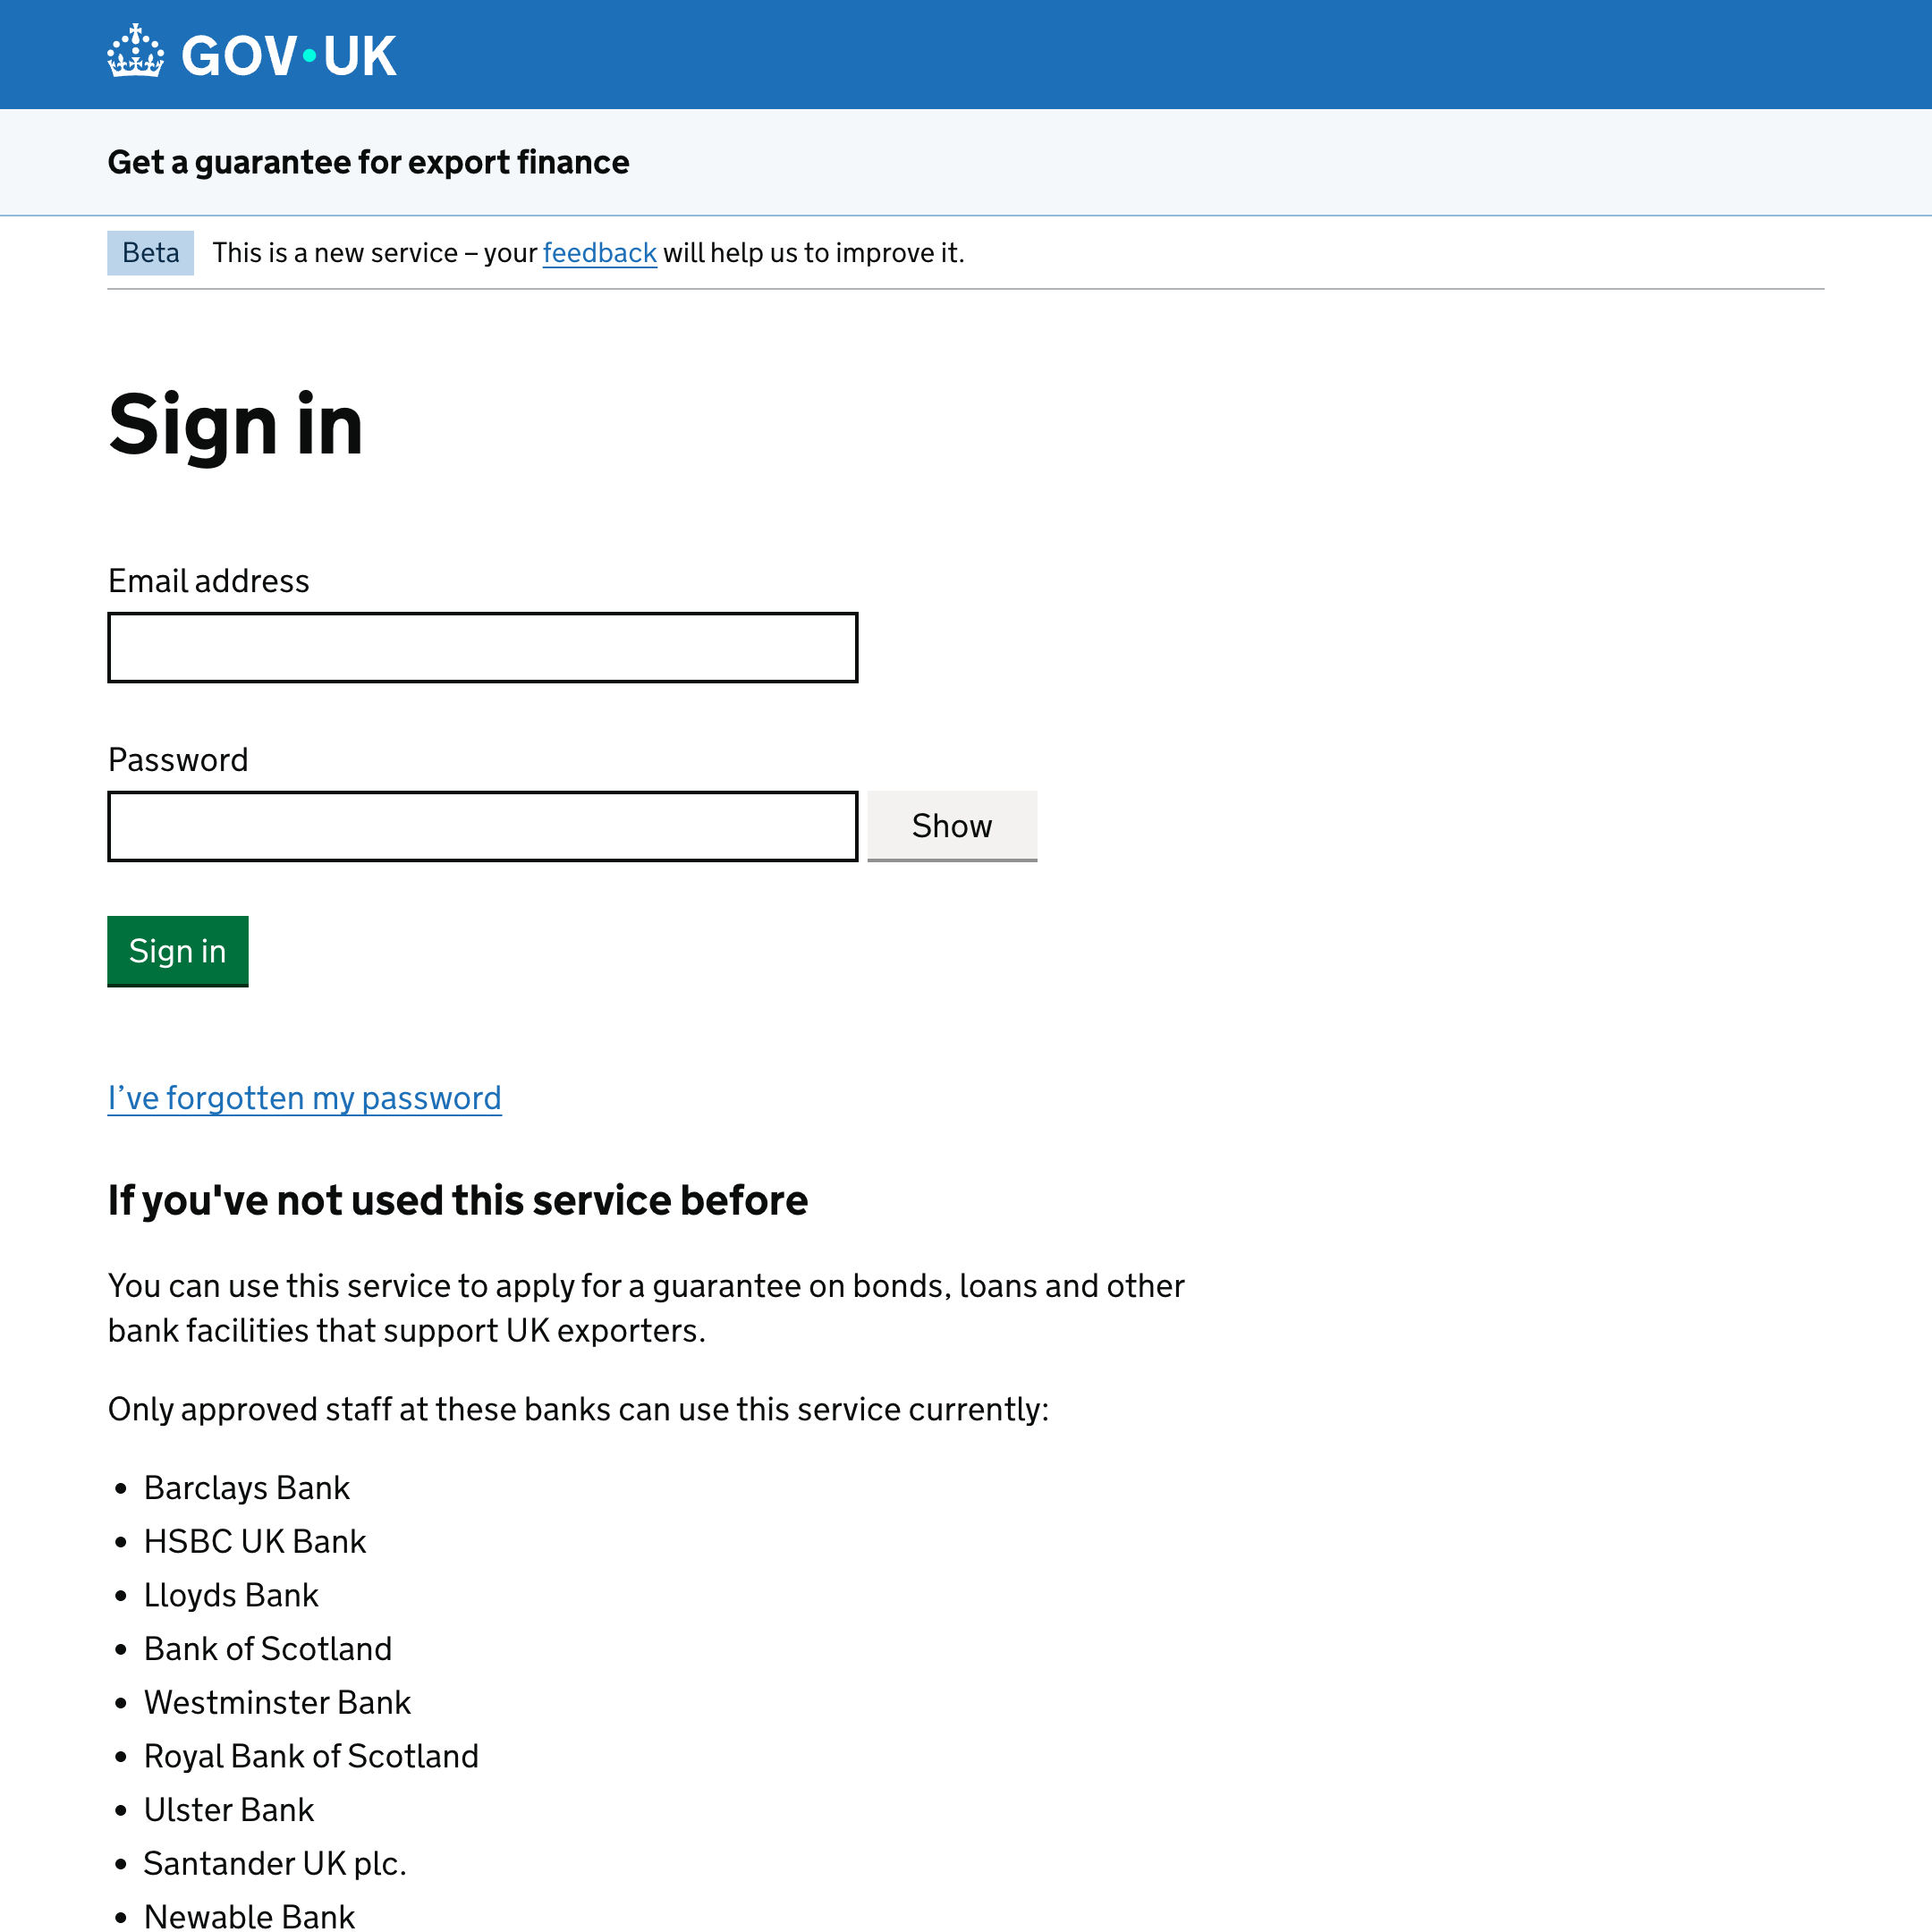 GOV•UK
Get a guarantee for export finance
Beta This is a new service – your feedback will help us to improve it.
Sign in
Email address
Password
Show
Sign in
I’ve forgotten my password
If you've not used this service before
You can use this service to apply for a guarantee on bonds, loans and other
bank facilities that support UK exporters.
Only approved staff at these banks can use this service currently:
• Barclays Bank
• HSBC UK Bank
• Lloyds Bank
• Bank of Scotland
• Westminster Bank
• Royal Bank of Scotland
• Ulster Bank
• Santander UK plc.
• Newable Bank